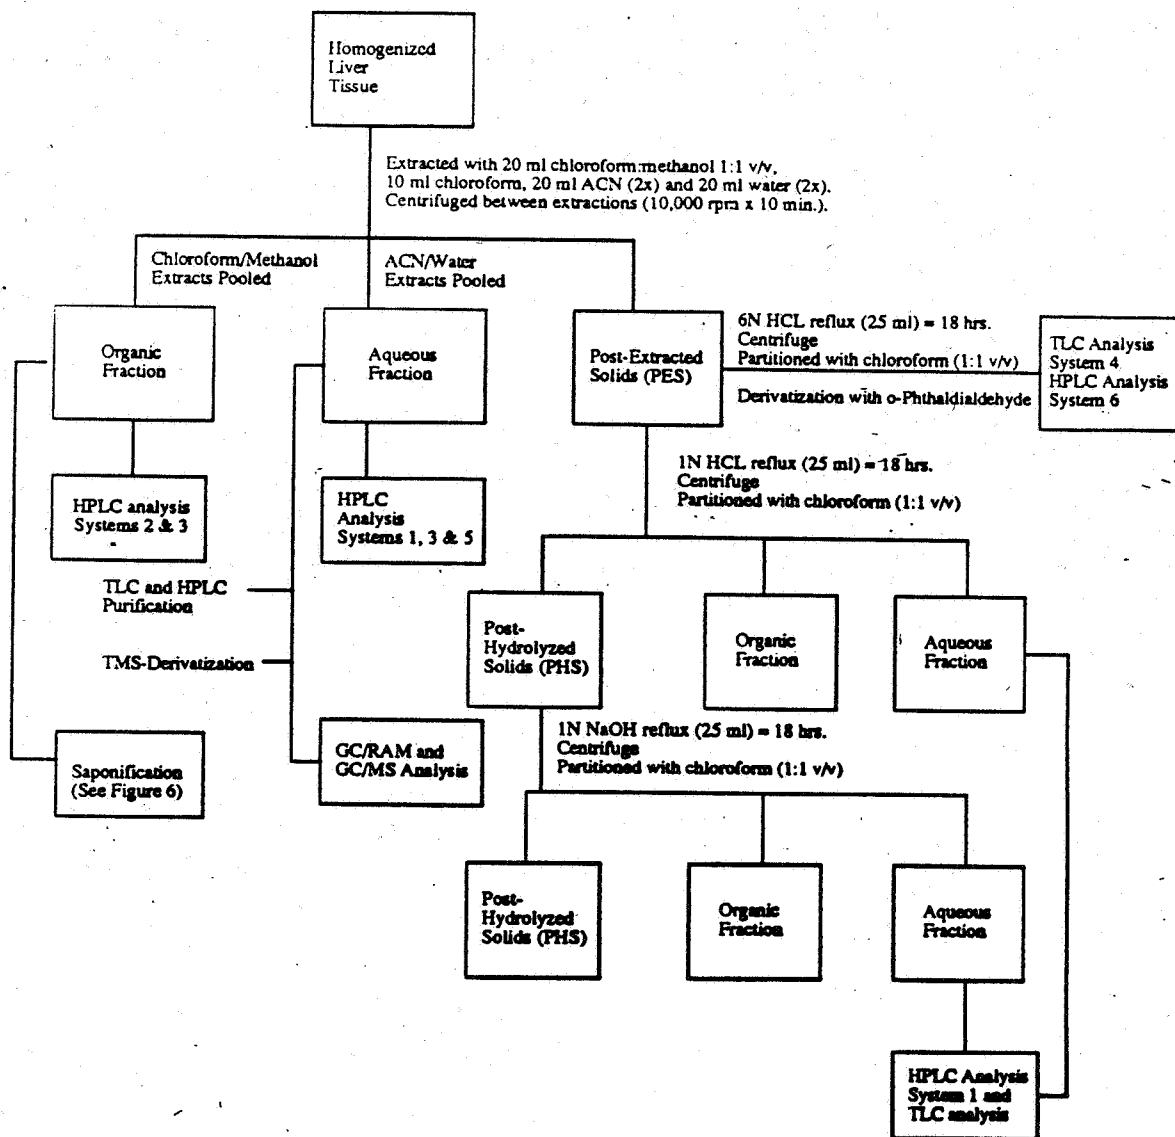 Homogenized
Liver
Tissue
Extracted with 20 ml chloroform:methanol 1:1 v/v,
10 ml chloroform, 20 ml ACN (2x) and 20 ml water (2x).
Centrifuged between extractions (10,000 rpm x 10 min.).
Chloroform/Methanol
Extracts Pooled
ACN/Water
Extracts Pooled
Organic
Fraction
Aqueous
Fraction
Post-Extracted
Solids (PES)
6N HCL reflux (25 ml) = 18 hrs.
Centrifuge
Partitioned with chloroform (1:1 v/v)
Derivatization with o-Phthaldialdehyde
TLC Analysis
System 4
HPLC Analysis
System 6
HPLC analysis
Systems 2 & 3
HPLC
Analysis
Systems 1, 3 & 5
1N HCL reflux (25 ml) = 18 hrs.
Centrifuge
Partitioned with chloroform (1:1 v/v)
TLC and HPLC
Purification
TMS-Derivatization
Post-
Hydrolyzed
Solids (PHS)
Organic
Fraction
Aqueous
Fraction
Saponification
(See Figure 6)
GC/RAM and
GC/MS Analysis
1N NaOH reflux (25 ml) = 18 hrs.
Centrifuge
Partitioned with chloroform (1:1 v/v)
Post-
Hydrolyzed
Solids (PHS)
Organic
Fraction
Aqueous
Fraction
HPLC Analysis
System 1 and
TLC analysis